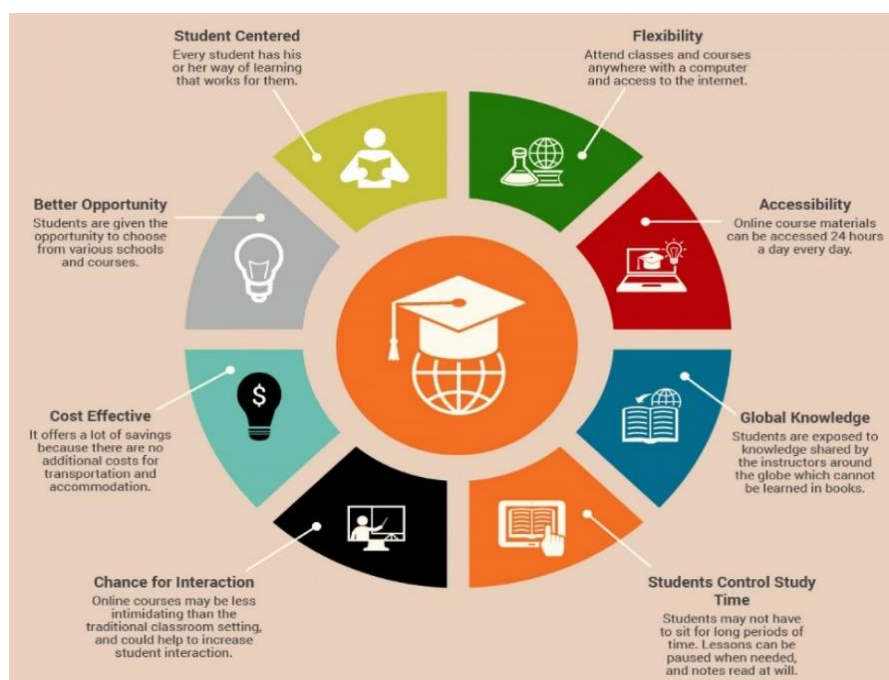 Student Centered
Every student has his
or her way of learning
that works for them.
Flexibility
Attend classes and courses
anywhere with a computer
and access to the internet.
Better Opportunity
Students are given the
opportunity to choose
from various schools
and courses.
Accessibility
Online course materials
can be accessed 24 hours
a day every day.
$
Cost Effective
It offers a lot of savings
because there are no
additional costs for
transportation and
accommodation.
Global Knowledge
Students are exposed to
knowledge shared by
the instructors around
the globe which cannot
be learned in books.
Chance for Interaction
Online courses may be less
intimidating than the
traditional classroom setting,
and could help to increase
student interaction.
Students Control Study
Time
Students may not have
to sit for long periods of
time. Lessons can be
paused when needed,
and notes read at will.